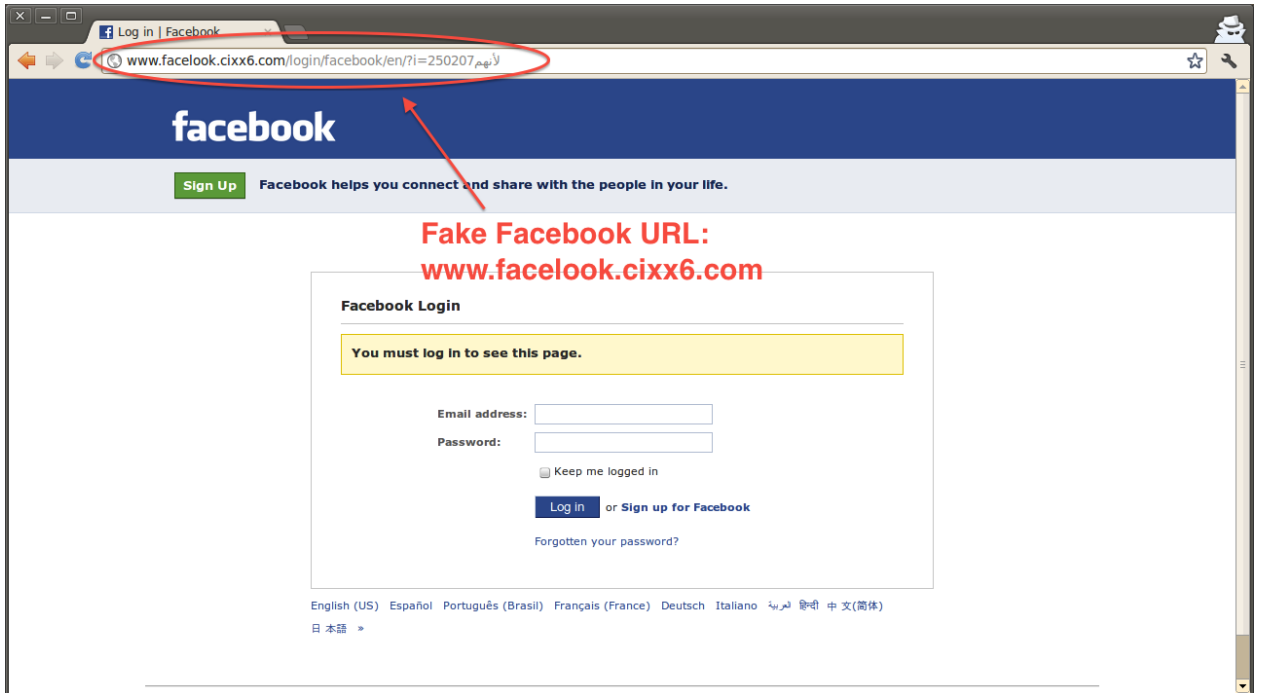 Log in | Facebook
www.facelook.cixx6.com/login/facebook/en/?i=250207لأنهم
facebook
Sign Up Facebook helps you connect and share with the people in your life.
Fake Facebook URL:
www.facelook.cixx6.com
Facebook Login
You must log in to see this page.
Email address:
Password:
Keep me logged in
Log in or Sign up for Facebook
Forgotten your password?
English (US) Español Português (Brasil) Français (France) Deutsch Italiano العربية हिन्दी 中文(简体)
日本語 »